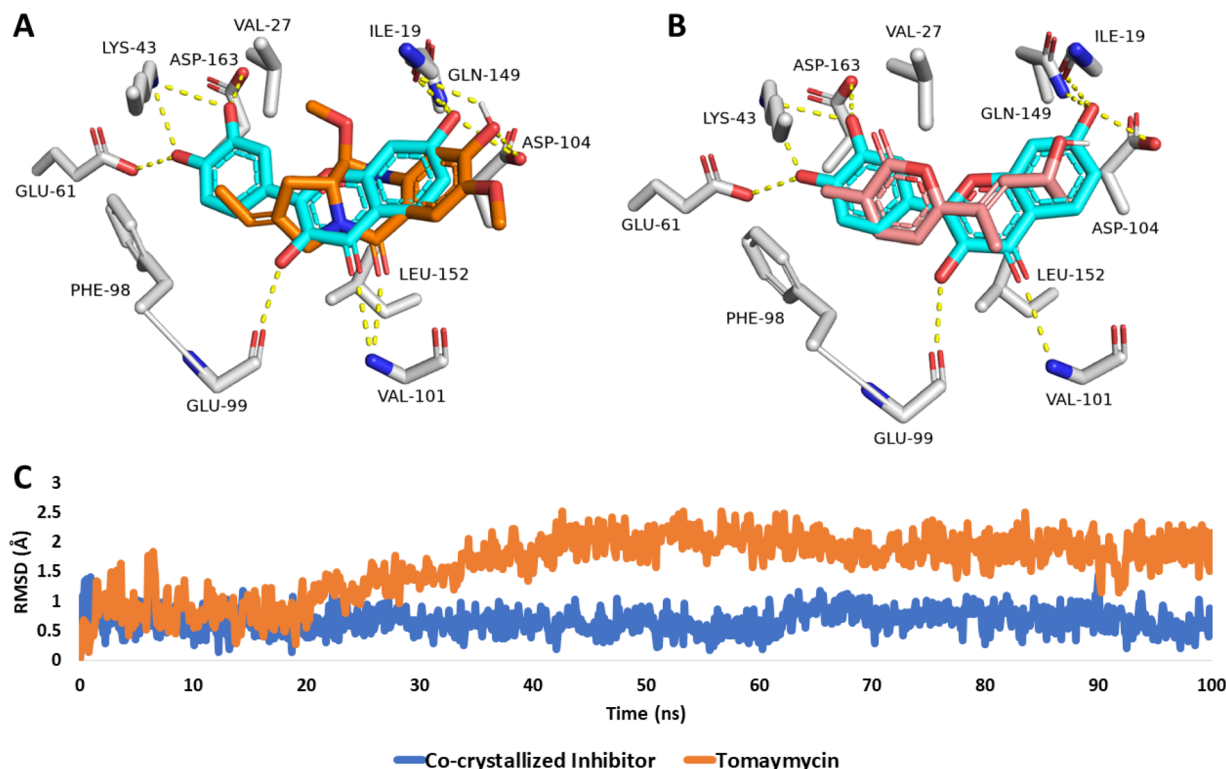 A
VAL-27
ILE-19
LYS-43
ASP-163
GLN-149
ASP-104
GLU-61
LEU-152
PHE-98
VAL-101
GLU-99
B
ILE-19
VAL-27
ASP-163
LYS-43
GLN-149
GLU-61
ASP-104
LEU-152
PHE-98
VAL-101
GLU-99
C
3
2.5
2
1.5
1
0.5
0
RMSD (Å)
0 10 20 30 40 50 60 70 80 90 100
Time (ns)
Co-crystallized Inhibitor Tomaymycin